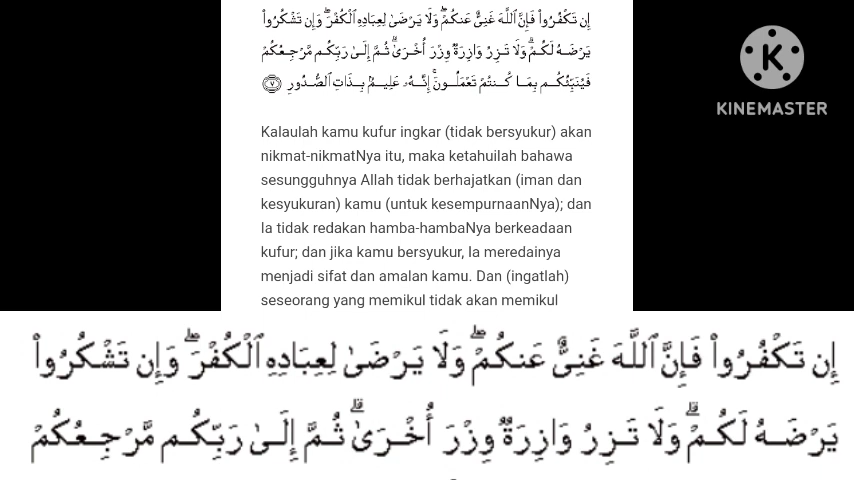 إِن تَكْفُرُوا۟ فَإِنَّ ٱللَّهَ غَنِىٌّ عَنكُمْ ۖ وَلَا يَرْضَىٰ لِعِبَادِهِ ٱلْكُفْرَ ۖ وَإِن تَشْكُرُوا۟
يَرْضَهُ لَكُمْ ۗ وَلَا تَزِرُ وَازِرَةٌ وِزْرَ أُخْرَىٰ ۗ ثُمَّ إِلَىٰ رَبِّكُم مَّرْجِعُكُمْ
فَيُنَبِّئُكُم بِمَا كُنتُمْ تَعْمَلُونَ ۚ إِنَّهُۥ عَلِيمٌۢ بِذَاتِ ٱلصُّدُورِ ٧
KINEMASTER
Kalaulah kamu kufur ingkar (tidak bersyukur) akan
nikmat-nikmatNya itu, maka ketahuilah bahawa
sesungguhnya Allah tidak berhajatkan (iman dan
kesyukuran) kamu (untuk kesempurnaanNya); dan
Ia tidak redakan hamba-hambaNya berkeadaan
kufur; dan jika kamu bersyukur, Ia meredainya
menjadi sifat dan amalan kamu. Dan (ingatlah)
seseorang yang memikul tidak akan memikul
إِن تَكْفُرُوا۟ فَإِنَّ ٱللَّهَ غَنِىٌّ عَنكُمْ ۖ وَلَا يَرْضَىٰ لِعِبَادِهِ ٱلْكُفْرَ ۖ وَإِن تَشْكُرُوا۟
يَرْضَهُ لَكُمْ ۗ وَلَا تَزِرُ وَازِرَةٌ وِزْرَ أُخْرَىٰ ۗ ثُمَّ إِلَىٰ رَبِّكُم مَّرْجِعُكُمْ